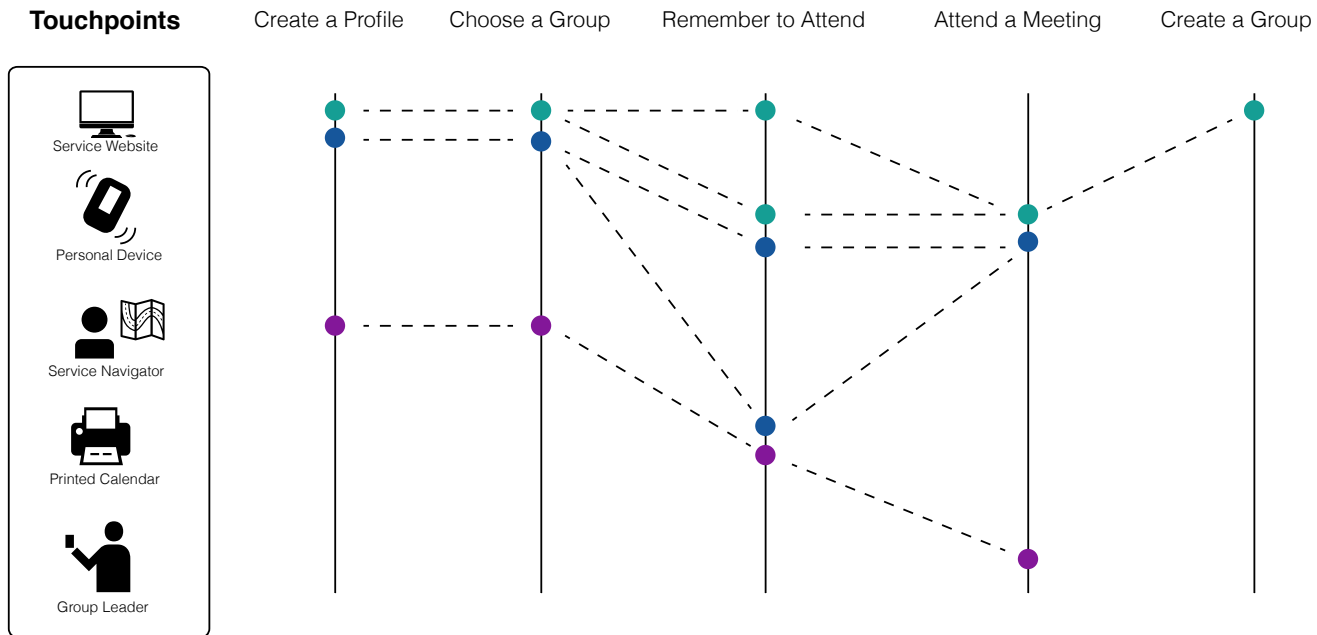 Touchpoints
Create a Profile
Choose a Group
Remember to Attend
Attend a Meeting
Create a Group
Service Website
Personal Device
Service Navigator
Printed Calendar
Group Leader